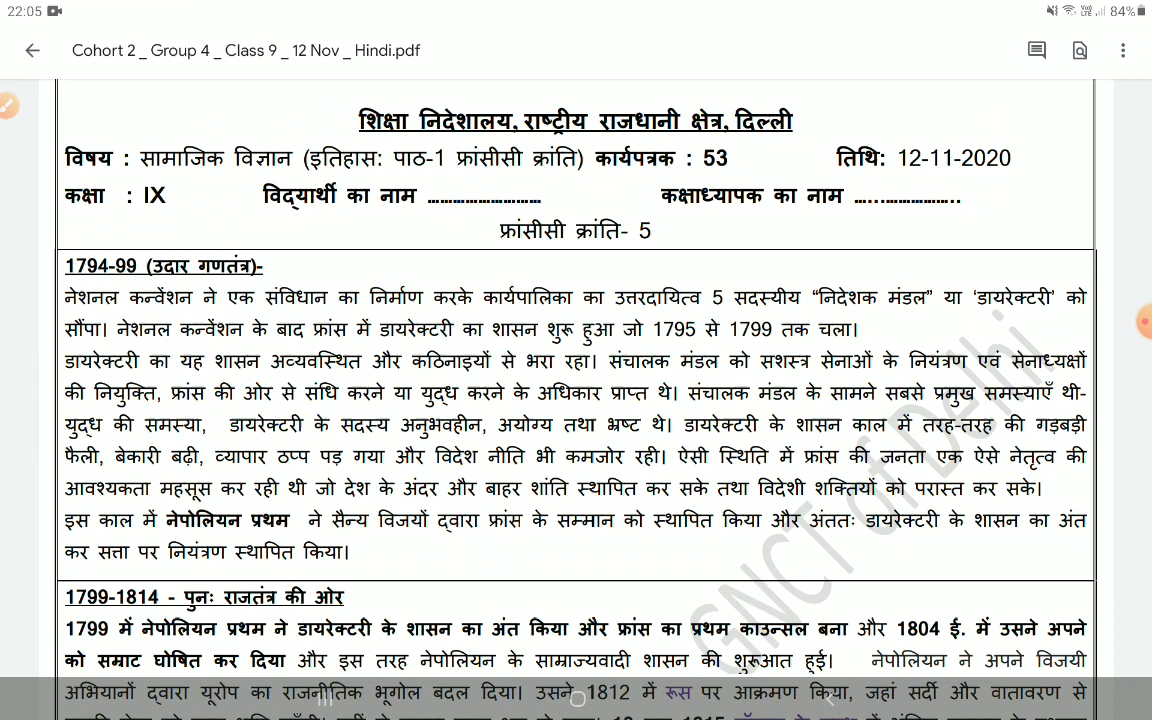 22:05 84%
Cohort 2 _ Group 4 _ Class 9 _ 12 Nov _ Hindi.pdf
शिक्षा निदेशालय, राष्ट्रीय राजधानी क्षेत्र, दिल्ली
विषय : सामाजिक विज्ञान (इतिहास: पाठ-1 फ्रांसीसी क्रांति) कार्यपत्रक : 53 तिथि: 12-11-2020
कक्षा : IX विद्यार्थी का नाम ........................... कक्षाध्यापक का नाम .........................
फ्रांसीसी क्रांति- 5
1794-99 (उदार गणतंत्र)-
नेशनल कन्वेंशन ने एक संविधान का निर्माण करके कार्यपालिका का उत्तरदायित्व 5 सदस्यीय “निदेशक मंडल” या ‘डायरेक्टरी’ को
सौंपा। नेशनल कन्वेंशन के बाद फ्रांस में डायरेक्टरी का शासन शुरू हुआ जो 1795 से 1799 तक चला।
डायरेक्टरी का यह शासन अव्यवस्थित और कठिनाइयों से भरा रहा। संचालक मंडल को सशस्त्र सेनाओं के नियंत्रण एवं सेनाध्यक्षों
की नियुक्ति, फ्रांस की ओर से संधि करने या युद्ध करने के अधिकार प्राप्त थे। संचालक मंडल के सामने सबसे प्रमुख समस्याएँ थी-
युद्ध की समस्या, डायरेक्टरी के सदस्य अनुभवहीन, अयोग्य तथा भ्रष्ट थे। डायरेक्टरी के शासन काल में तरह-तरह की गड़बड़ी
फैली, बेकारी बढ़ी, व्यापार ठप्प पड़ गया और विदेश नीति भी कमजोर रही। ऐसी स्थिति में फ्रांस की जनता एक ऐसे नेतृत्व की
आवश्यकता महसूस कर रही थी जो देश के अंदर और बाहर शांति स्थापित कर सके तथा विदेशी शक्तियों को परास्त कर सके।
इस काल में नेपोलियन प्रथम ने सैन्य विजयों द्वारा फ्रांस के सम्मान को स्थापित किया और अंततः डायरेक्टरी के शासन का अंत
कर सत्ता पर नियंत्रण स्थापित किया।
GNCT of Delhi
1799-1814 - पुनः राजतंत्र की ओर
1799 में नेपोलियन प्रथम ने डायरेक्टरी के शासन का अंत किया और फ्रांस का प्रथम काउन्सल बना और 1804 ई. में उसने अपने
को सम्राट घोषित कर दिया और इस तरह नेपोलियन के साम्राज्यवादी शासन की शुरूआत हुई। नेपोलियन ने अपने विजयी
अभियानों द्वारा यूरोप का राजनीतिक भूगोल बदल दिया। उसने 1812 में रूस पर आक्रमण किया, जहां सर्दी और वातावरण से